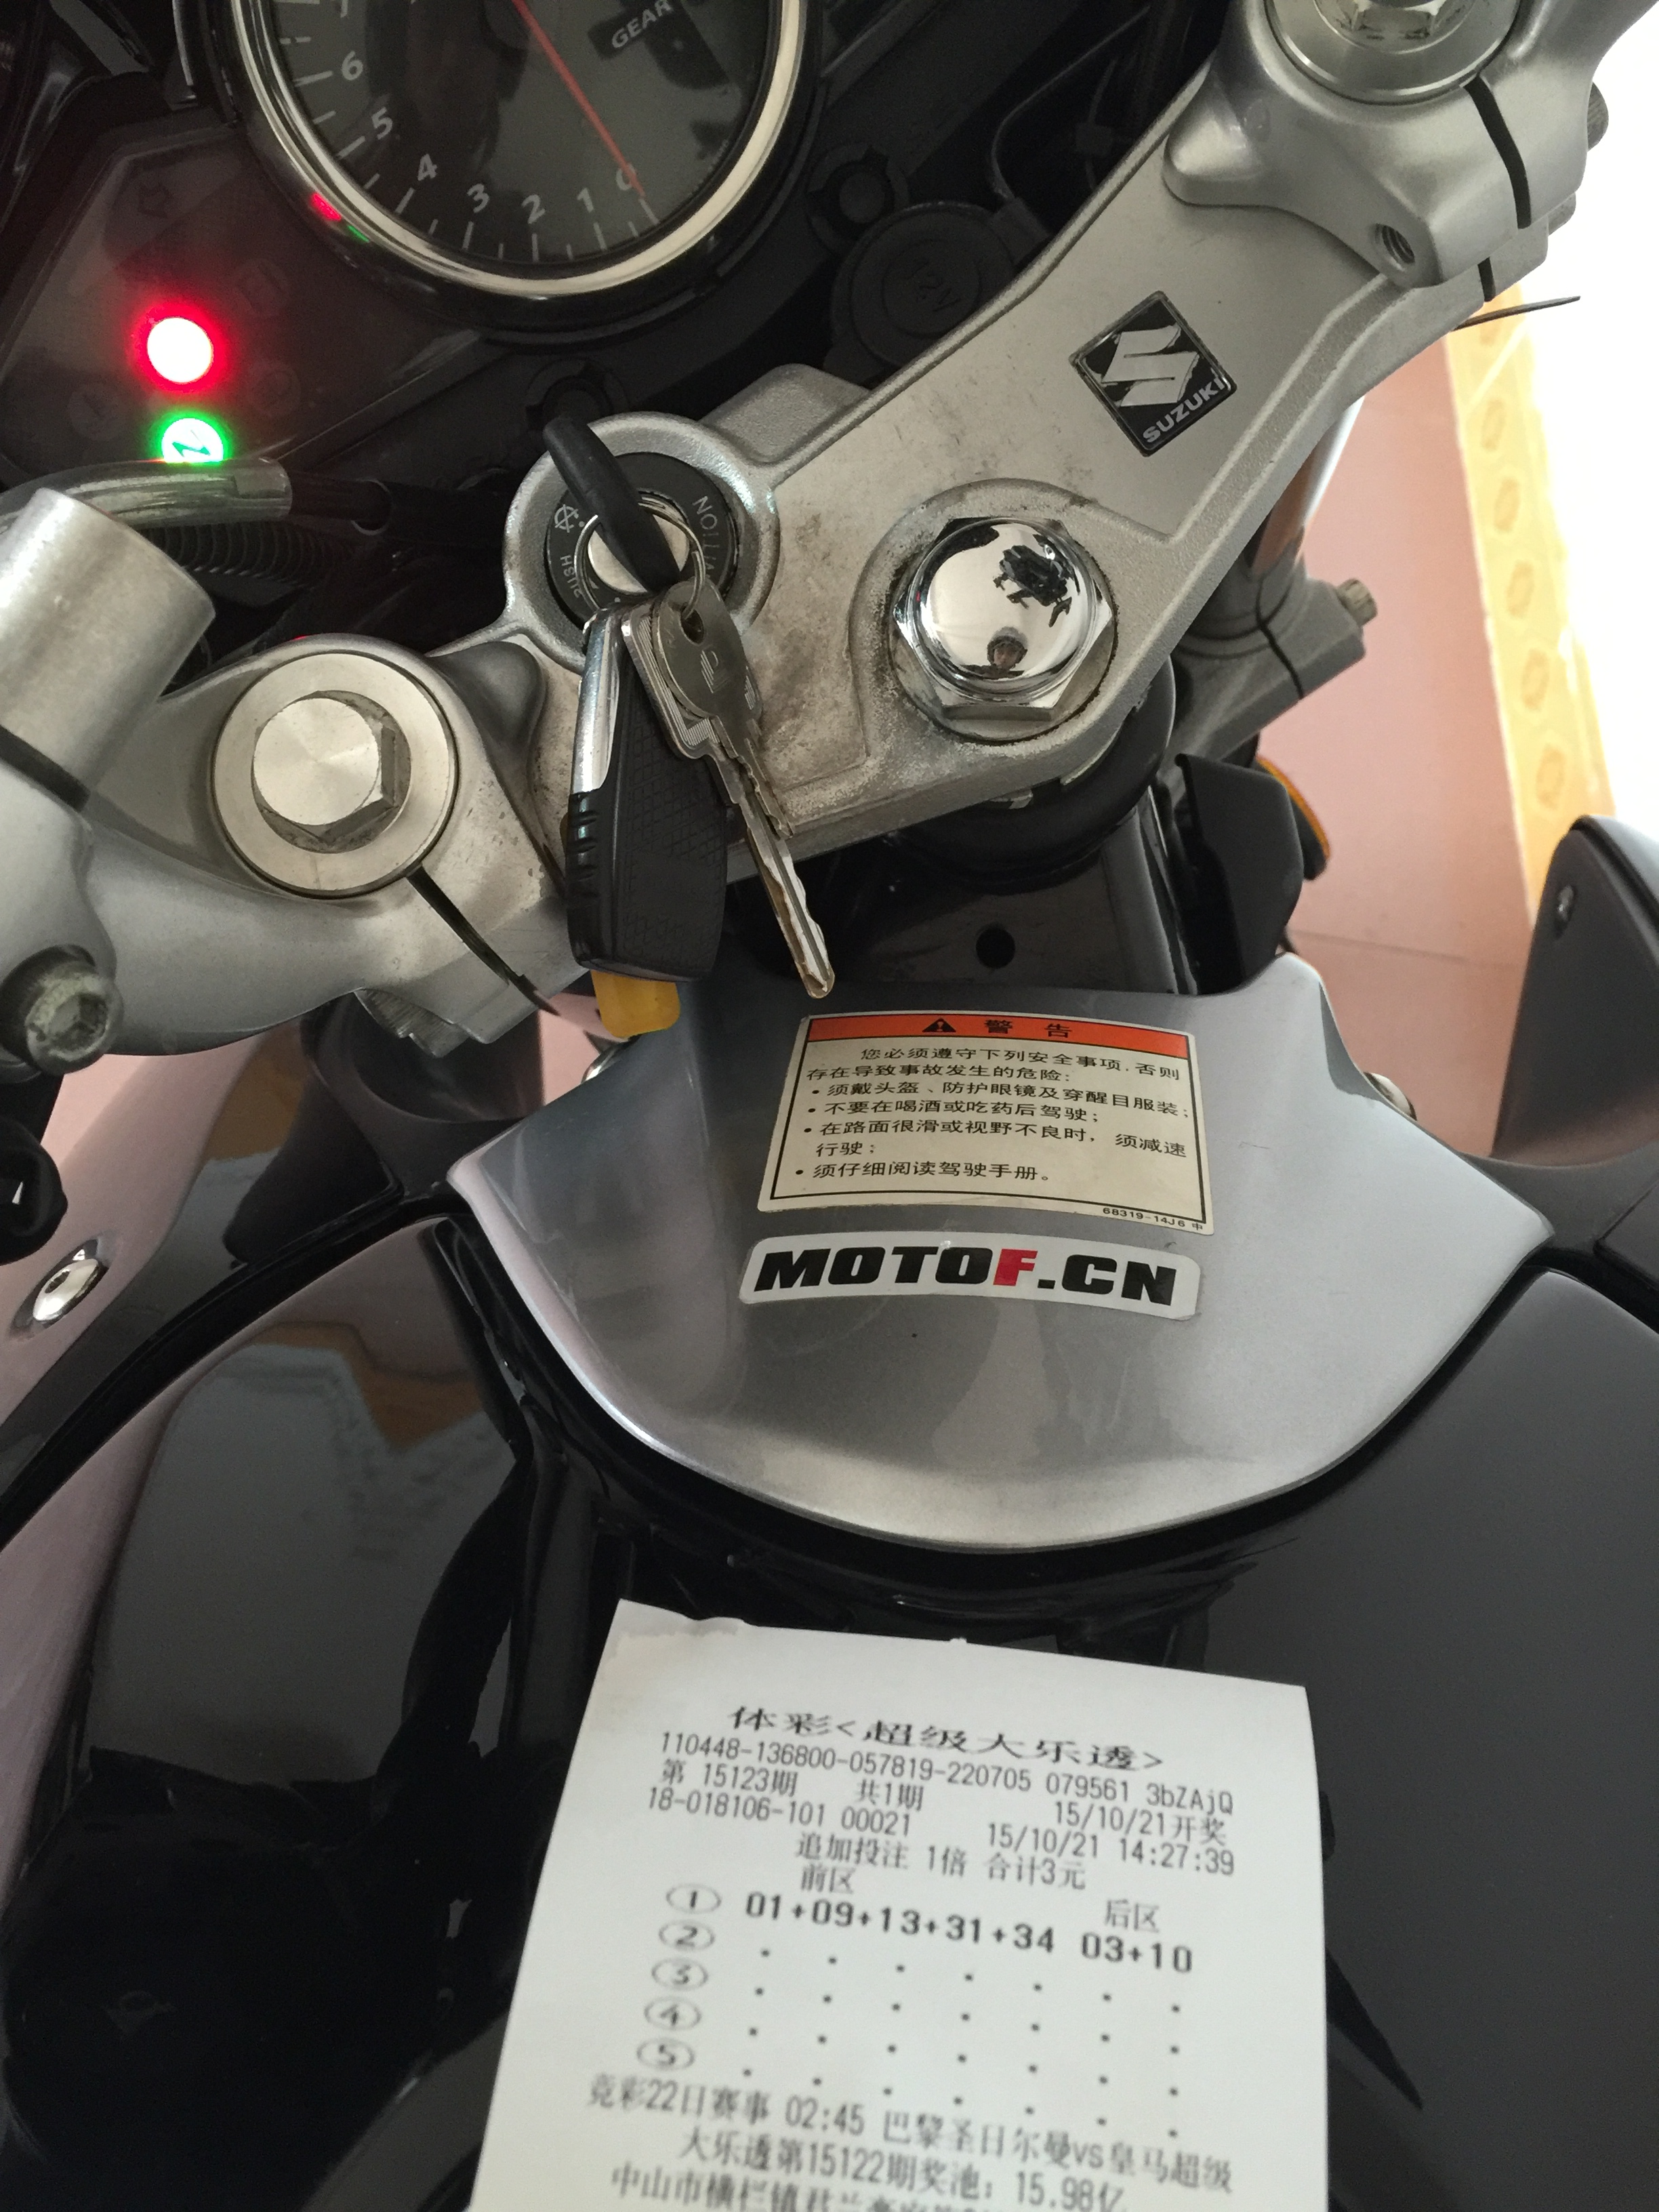 GEAR
6
5
4
3
2
1
0
12V
SUZUKI
PUSH
警告
您必须遵守下列安全事项，否则
存在导致事故发生的危险：
• 须戴头盔、防护眼镜及穿醒目服装；
• 不要在喝酒或吃药后驾驶；
• 在路面很滑或视野不良时， 须减速
行驶；
• 须仔细阅读驾驶手册。
68319-14J6 申
MOTOF.CN
体彩<超级大乐透>
110448-136800-057819-220705 079561 3bZAjQ
第 15123期 共1期 15/10/21开奖
18-018106-101 00021 15/10/21 14:27:39
追加投注 1倍 合计3元
前区 后区
① 01+09+13+31+34 03+10
②
③
④
⑤
竞彩22日赛事 02:45 巴黎圣日尔曼vs皇马超级
大乐透第15122期奖池：15.98亿
中山市横栏镇